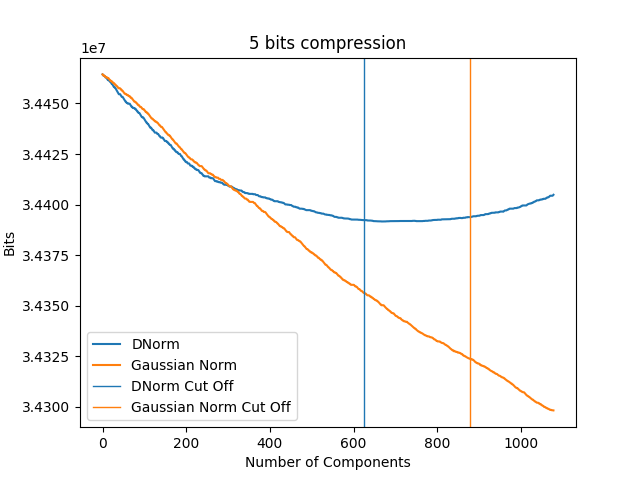 5 bits compression
1e7
3.4450
3.4425
3.4400
3.4375
3.4350
3.4325
3.4300
Bits
DNorm
Gaussian Norm
DNorm Cut Off
Gaussian Norm Cut Off
0 200 400 600 800 1000
Number of Components